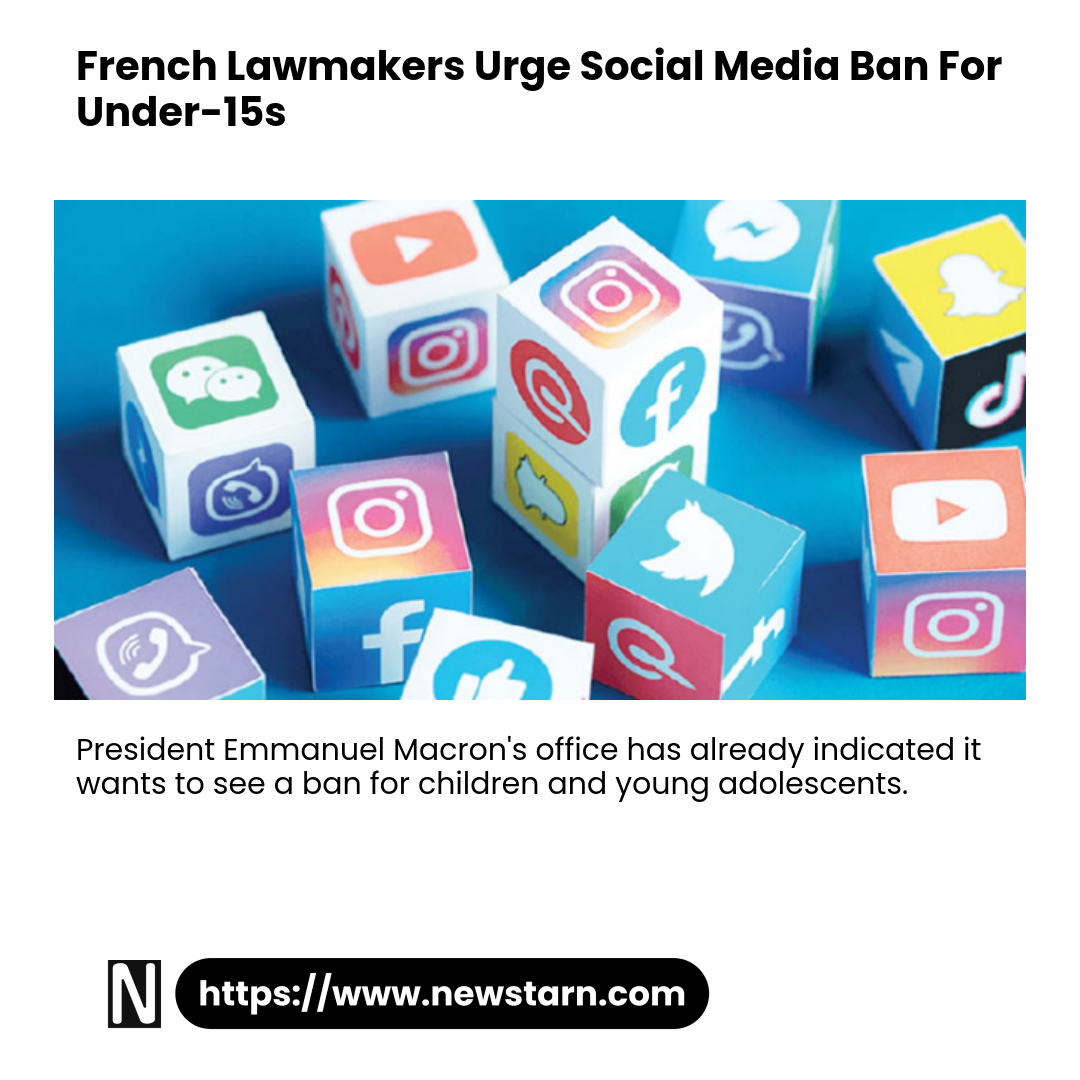 French Lawmakers Urge Social Media Ban For
Under-15s
President Emmanuel Macron's office has already indicated it
wants to see a ban for children and young adolescents.
N
https://www.newstarn.com